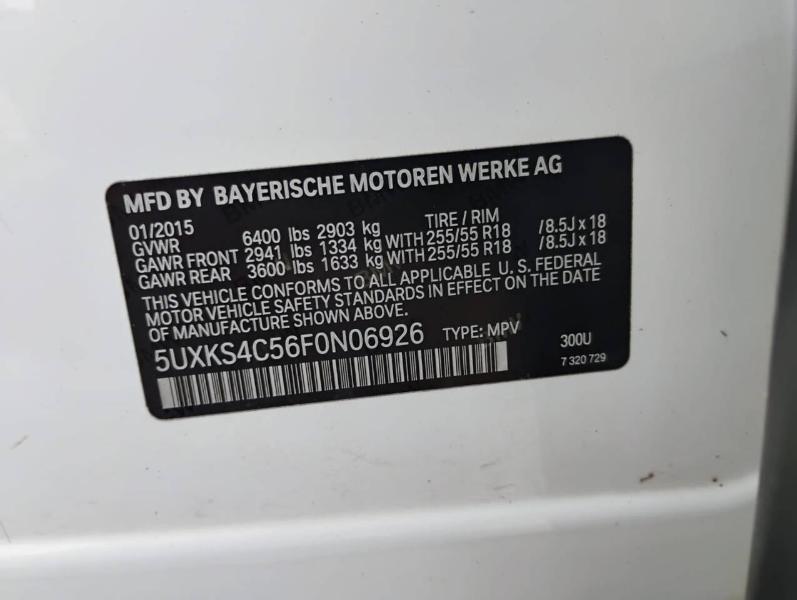 MFD BY BAYERISCHE MOTOREN WERKE AG
01/2015 TIRE / RIM
GVWR 6400 lbs 2903 kg
GAWR FRONT 2941 lbs 1334 kg WITH 255/55 R18 /8.5J x 18
GAWR REAR 3600 lbs 1633 kg WITH 255/55 R18 /8.5J x 18
THIS VEHICLE CONFORMS TO ALL APPLICABLE U. S. FEDERAL
MOTOR VEHICLE SAFETY STANDARDS IN EFFECT ON THE DATE
OF MANUFACTURE SHOWN ABOVE.
5UXKS4C56F0N06926 TYPE: MPV 300U
7 320 729